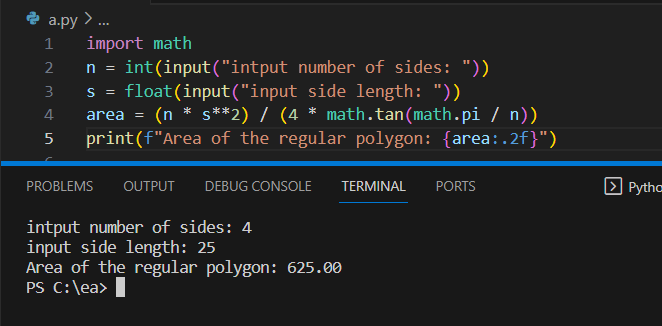 a.py > ...
1 import math
2 n = int(input("intput number of sides: "))
3 s = float(input("input side length: "))
4 area = (n * s**2) / (4 * math.tan(math.pi / n))
5 print(f"Area of the regular polygon: {area:.2f}")
PROBLEMS OUTPUT DEBUG CONSOLE TERMINAL PORTS Pytho
intput number of sides: 4
input side length: 25
Area of the regular polygon: 625.00
PS C:\ea>